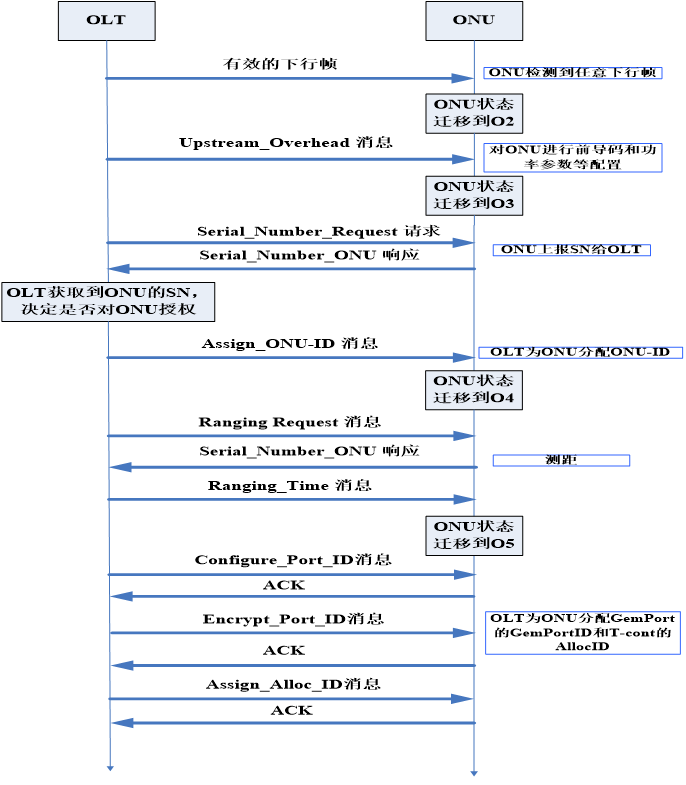 OLT
ONU
有效的下行帧
ONU检测到任意下行帧
ONU状态
迁移到O2
Upstream_Overhead 消息
对ONU进行前导码和功
率参数等配置
ONU状态
迁移到O3
Serial_Number_Request 请求
Serial_Number_ONU 响应
ONU上报SN给OLT
OLT获取到ONU的SN，
决定是否对ONU授权
Assign_ONU-ID 消息
OLT为ONU分配ONU-ID
ONU状态
迁移到O4
Ranging Request 消息
Serial_Number_ONU 响应
测距
Ranging_Time 消息
ONU状态
迁移到O5
Configure_Port_ID消息
ACK
Encrypt_Port_ID消息
OLT为ONU分配GemPort
的GemPortID和T-cont的
AllocID
ACK
Assign_Alloc_ID消息
ACK